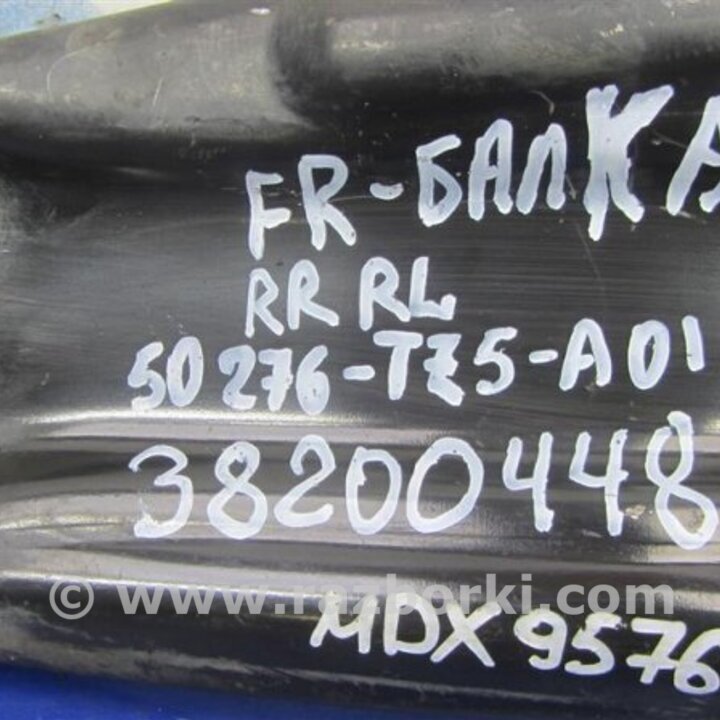 FR-БАЛКА
RR RL
50276-TZ5-A01
38200448
© www.razborki.com
MDX 9576